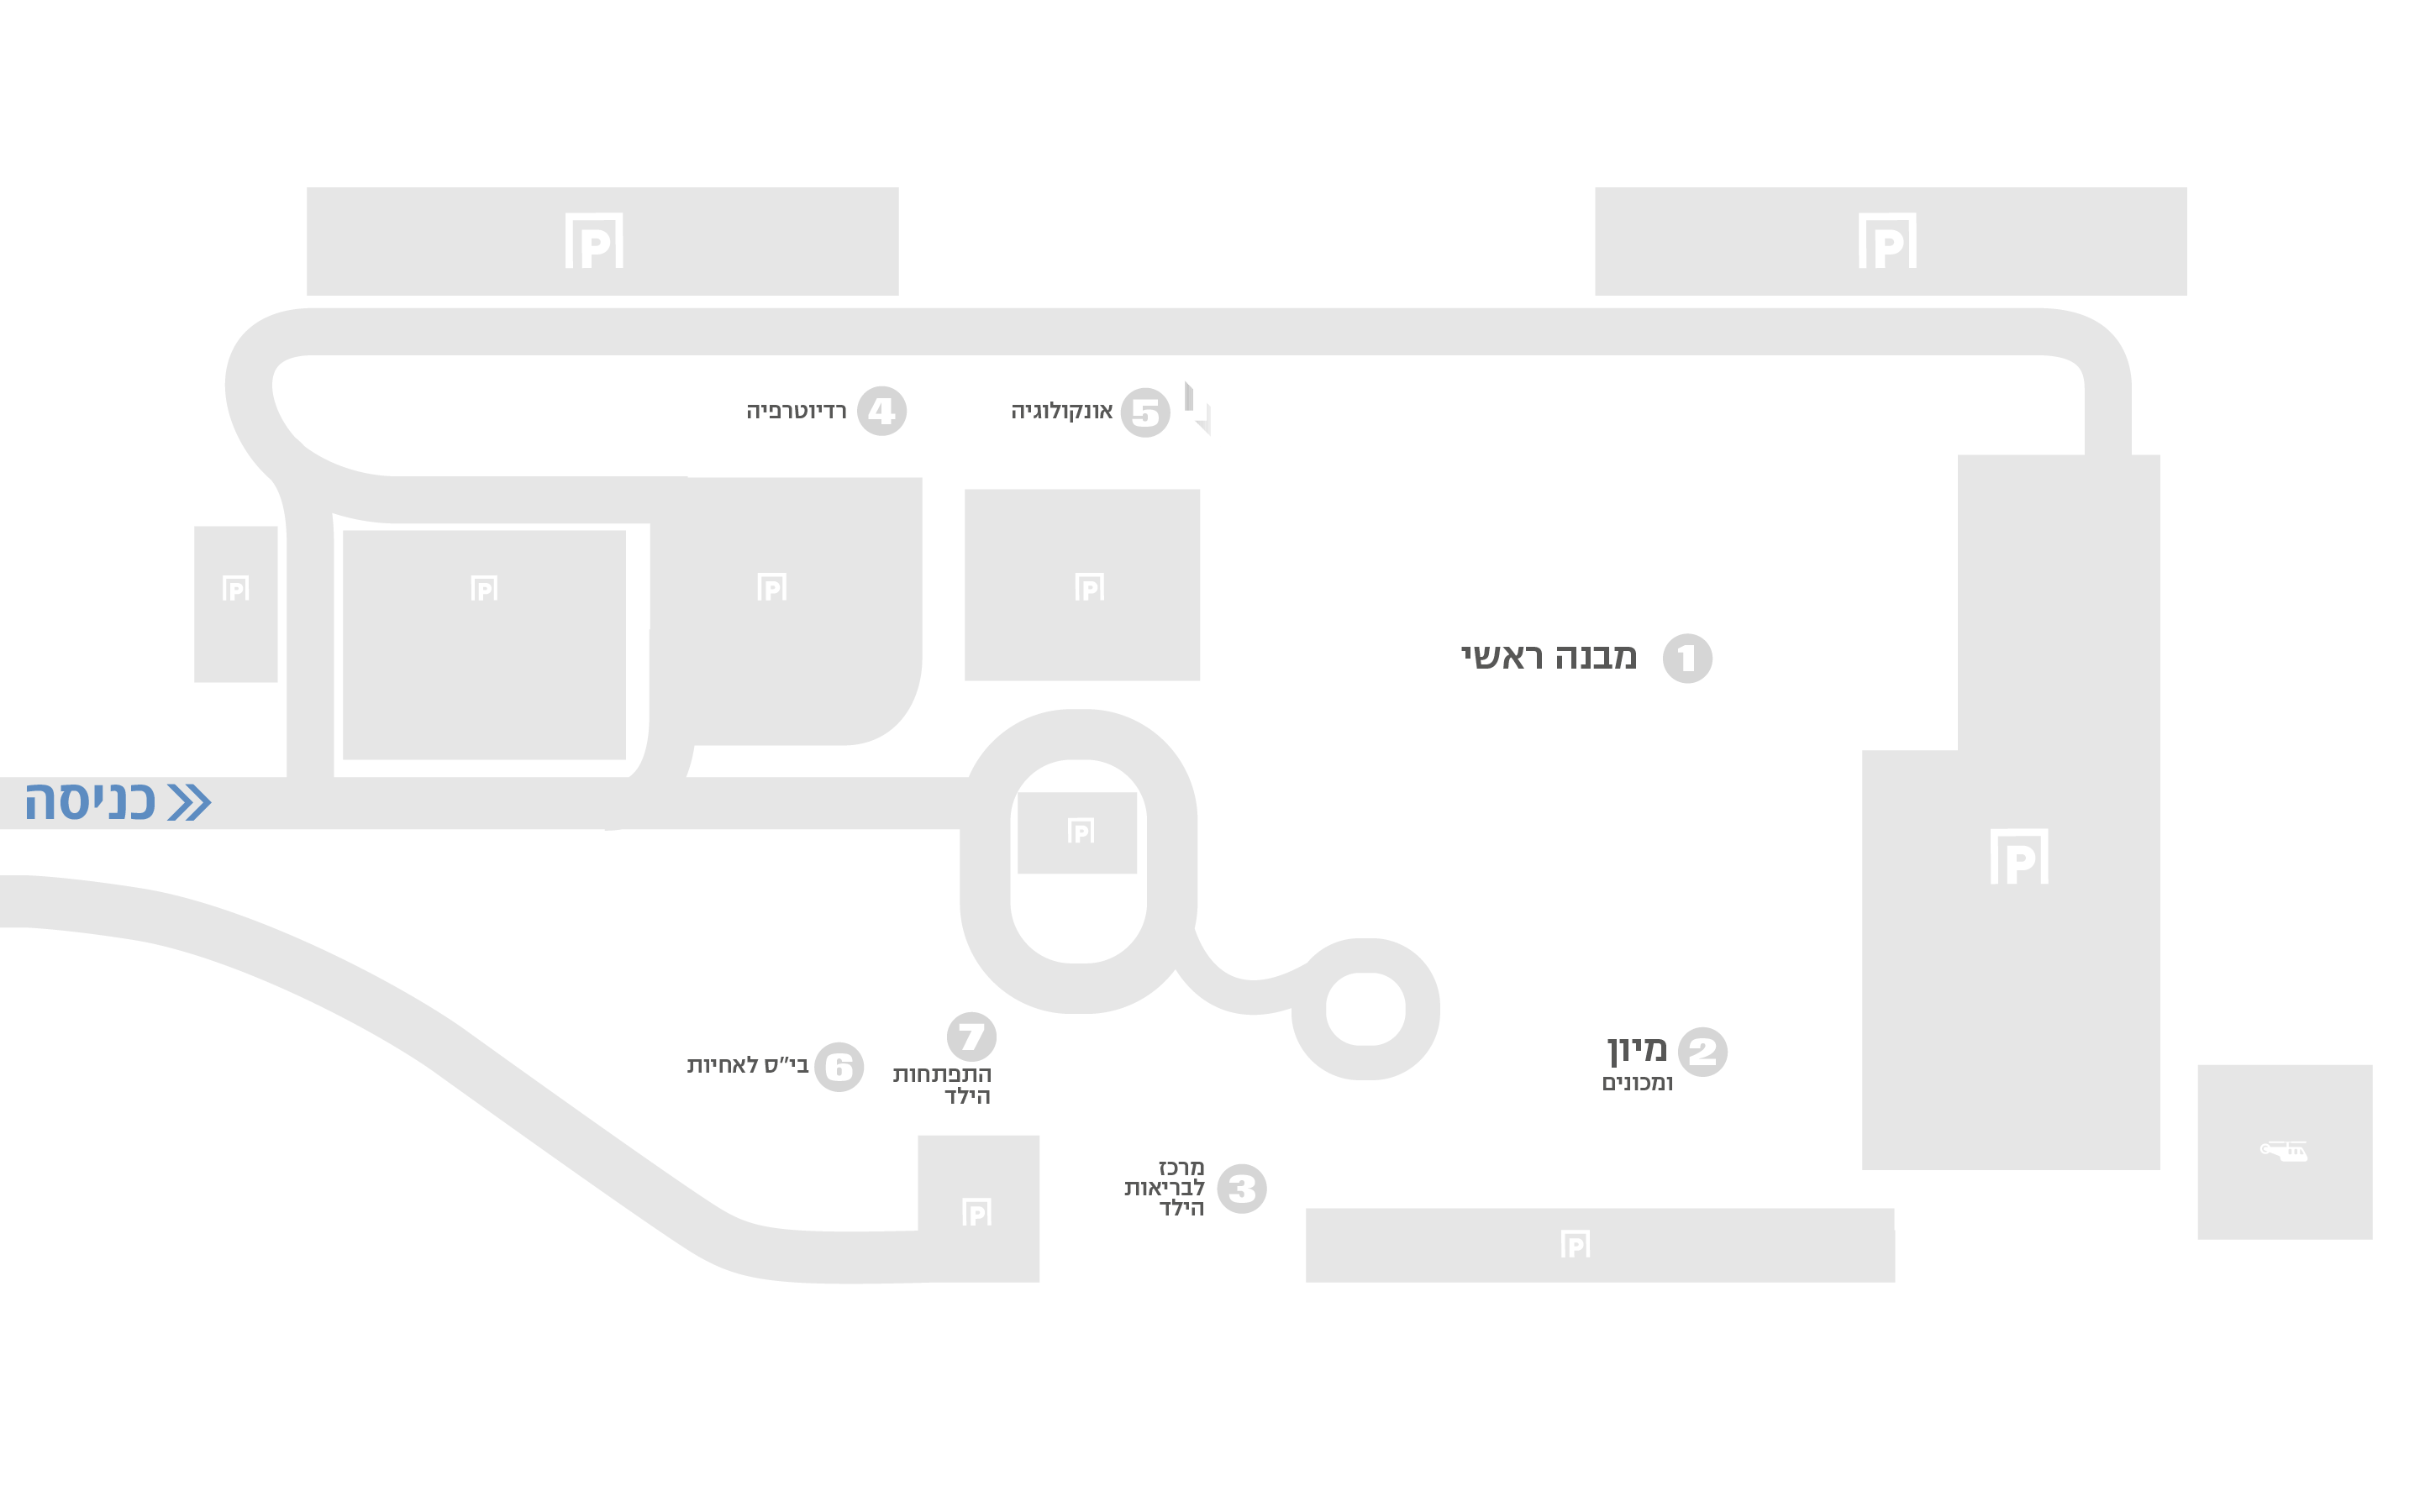 P
P
4 רדיוטרפיה
5 אונקולוגיה
P
P
P
P
1 מבנה ראשי
כניסה
P
P
7
התפתחות
הילד
6 בי"ס לאחיות
2 מיון
ומכונים
3
מרכז
לבריאות
הילד
P
P